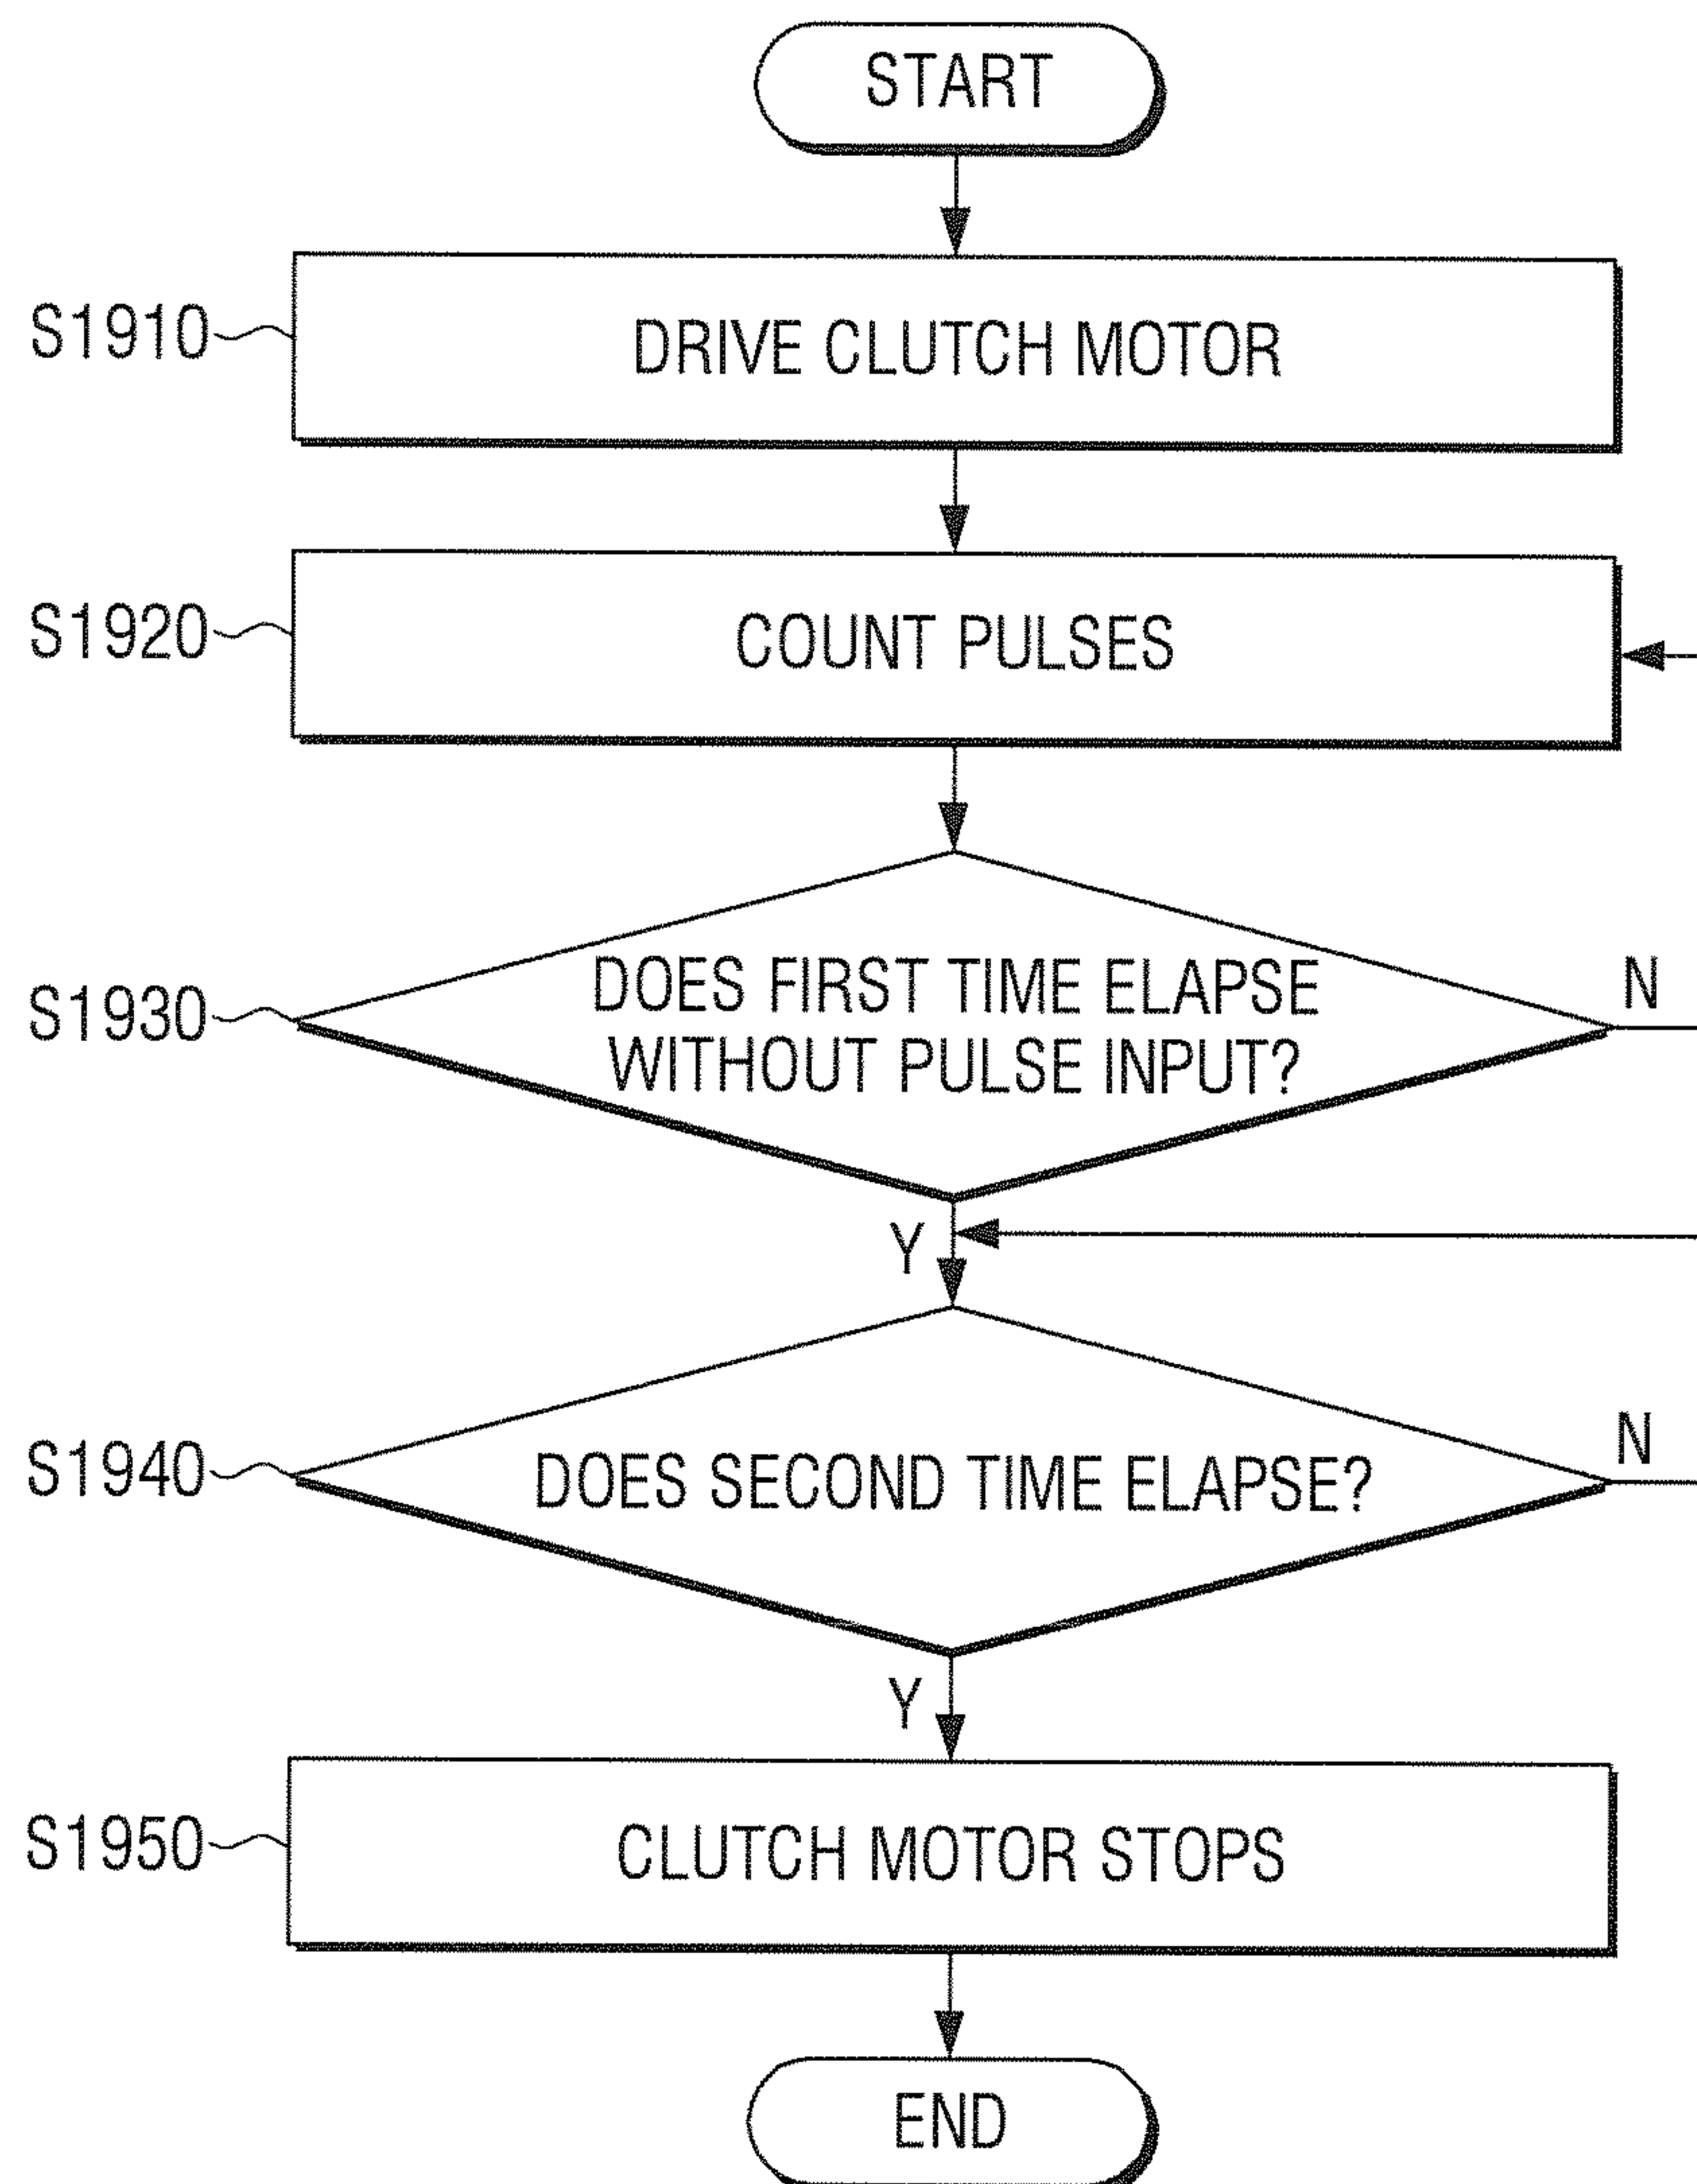 START
S1910
DRIVE CLUTCH MOTOR
S1920
COUNT PULSES
S1930
DOES FIRST TIME ELAPSE
WITHOUT PULSE INPUT?
N
Y
S1940
DOES SECOND TIME ELAPSE?
N
Y
S1950
CLUTCH MOTOR STOPS
END